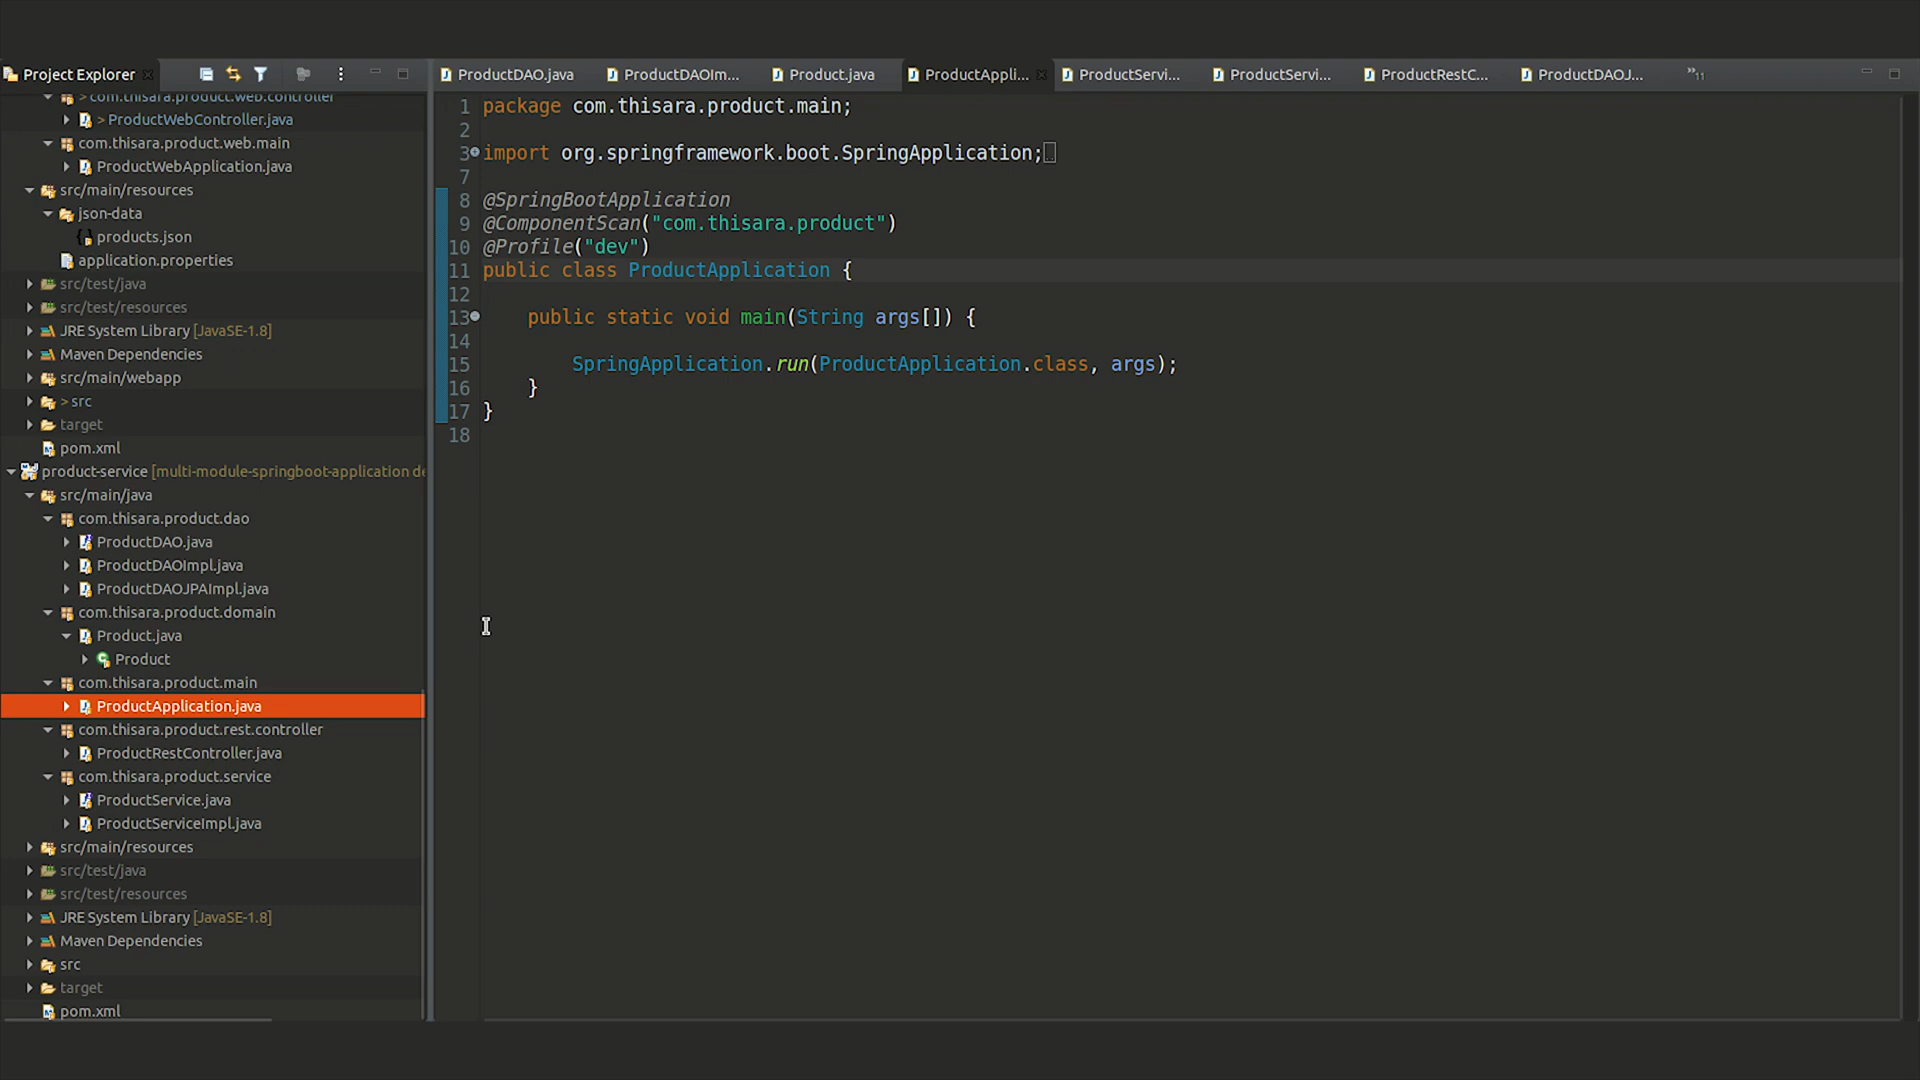 Project Explorer
> com.thisara.product.web.controller
> ProductWebController.java
com.thisara.product.web.main
ProductWebApplication.java
src/main/resources
json-data
products.json
application.properties
src/test/java
src/test/resources
JRE System Library [JavaSE-1.8]
Maven Dependencies
src/main/webapp
> src
target
pom.xml
product-service [multi-module-springboot-application de
src/main/java
com.thisara.product.dao
ProductDAO.java
ProductDAOImpl.java
ProductDAOJPAImpl.java
com.thisara.product.domain
Product.java
Product
com.thisara.product.main
ProductApplication.java
com.thisara.product.rest.controller
ProductRestController.java
com.thisara.product.service
ProductService.java
ProductServiceImpl.java
src/main/resources
src/test/java
src/test/resources
JRE System Library [JavaSE-1.8]
Maven Dependencies
src
target
pom.xml
ProductDAO.java ProductDAOIm... Product.java ProductAppli... ProductServi... ProductServi... ProductRestC... ProductDAOJ... »11
1 package com.thisara.product.main;
2
3 import org.springframework.boot.SpringApplication;
7
8 @SpringBootApplication
9 @ComponentScan("com.thisara.product")
10 @Profile("dev")
11 public class ProductApplication {
12
13 public static void main(String args[]) {
14
15 SpringApplication.run(ProductApplication.class, args);
16 }
17 }
18